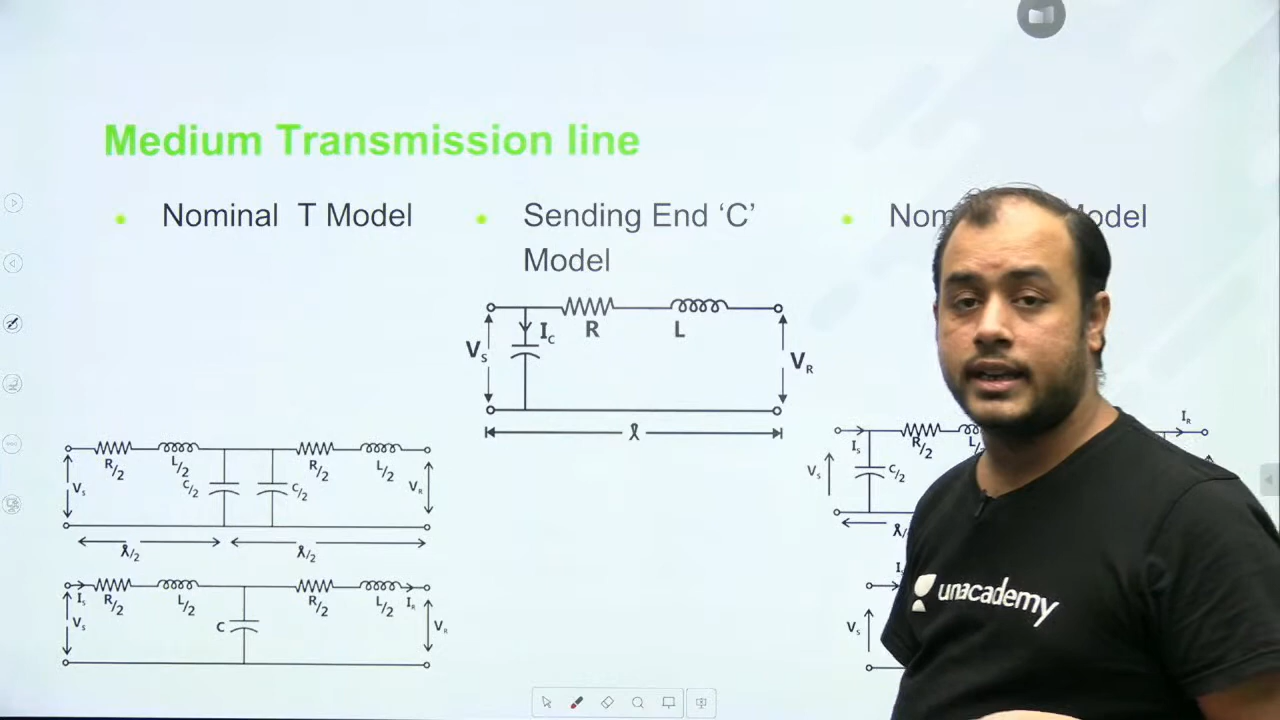 Medium Transmission line
Nominal T Model
Sending End ‘C’
Model
Nom
Model
I_C
R
L
V_S
V_R
ℓ
R/2
L/2
C/2
C/2
R/2
L/2
V_S
V_R
ℓ/2
ℓ/2
I_S
R/2
L/2
R/2
L/2
I_R
V_S
C
V_R
I_R
I_S
R/2
V_S
C/2
V_S
unacademy